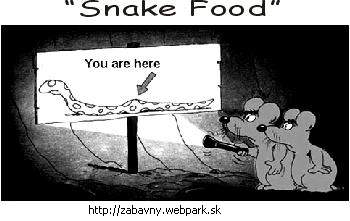 "Snake Food"
You are here
http://zabavny.webpark.sk